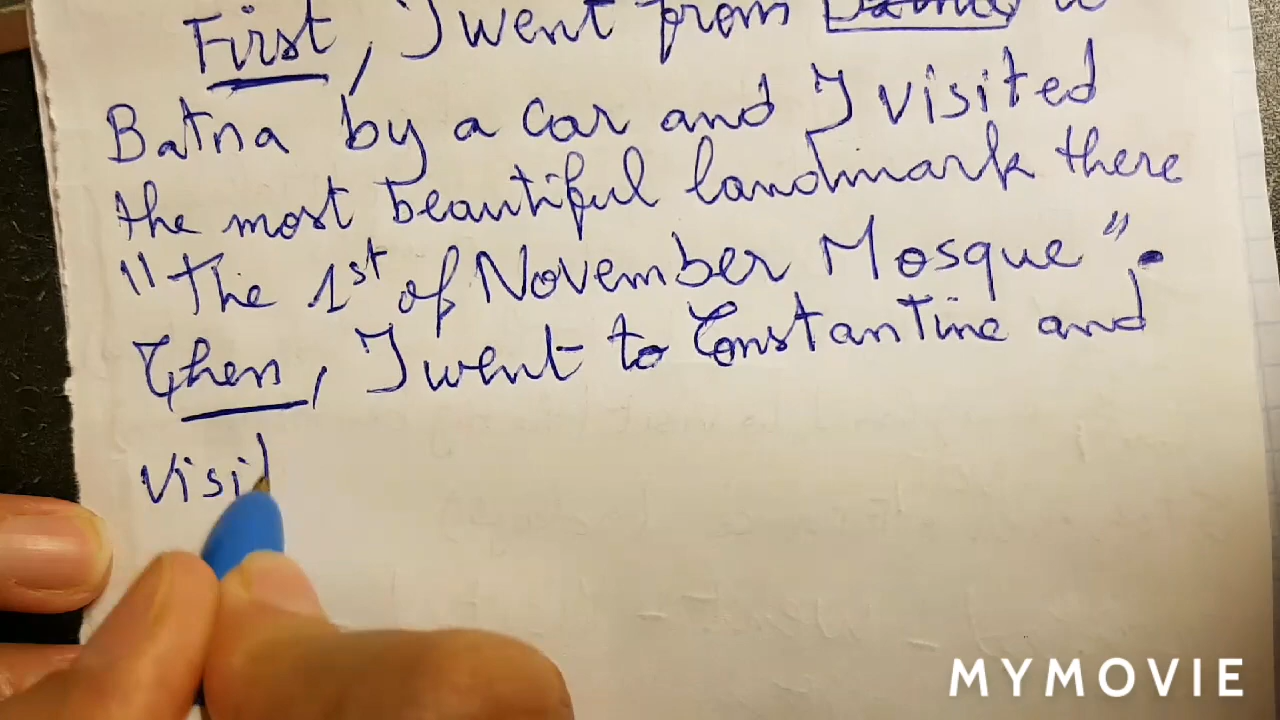 First, I went from
Batna by a car and I visited
the most beautiful landmark there
"The 1st of November Mosque".
Then, I went to Constantine and
visit
MYMOVIE